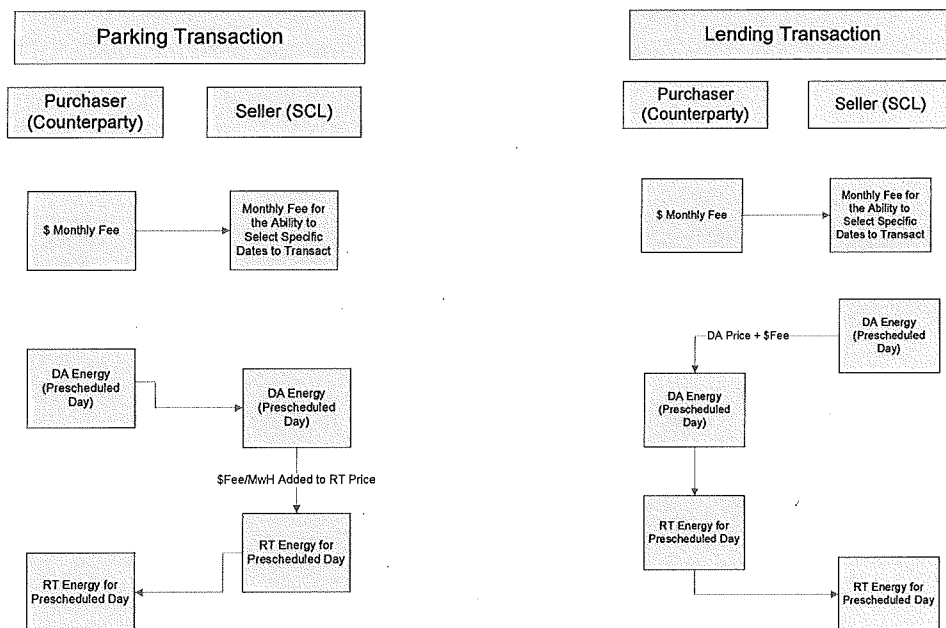 Parking Transaction
Purchaser
(Counterparty)
Seller (SCL)
$ Monthly Fee
Monthly Fee for
the Ability to
Select Specific
Dates to Transact
DA Energy
(Prescheduled
Day)
DA Energy
(Prescheduled
Day)
$Fee/MwH Added to RT Price
RT Energy for
Prescheduled Day
RT Energy for
Prescheduled Day
Lending Transaction
Purchaser
(Counterparty)
Seller (SCL)
$ Monthly Fee
Monthly Fee for
the Ability to
Select Specific
Dates to Transact
DA Energy
(Prescheduled
Day)
DA Price + $Fee
DA Energy
(Prescheduled
Day)
RT Energy for
Prescheduled Day
RT Energy for
Prescheduled Day